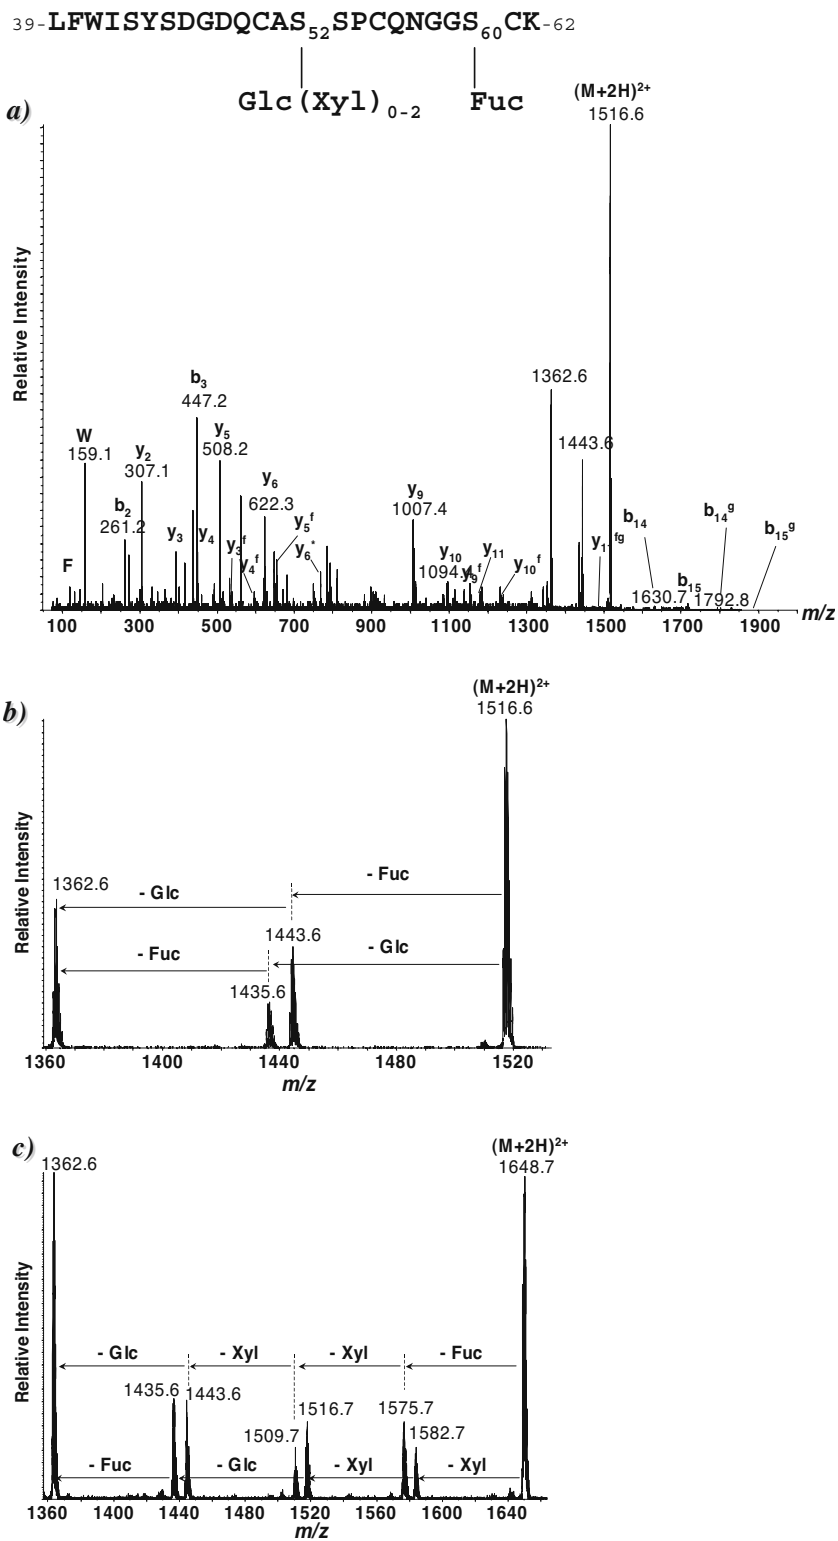 39-LFWISYSDGDQCAS52SPCQNGGS60CK-62
Glc(Xyl)0-2 Fuc
a)
(M+2H)2+
1516.6
Relative Intensity
1362.6
b3
447.2
1443.6
W
159.1
y2
307.1
y5
508.2
y6
622.3
y9
1007.4
b2
261.2
y3
y4
y3f
y4f
y5f
y6*
y10
1094.4
y9f
y11
y10f
y11fg
b14
1630.7
b15
b14g
1792.8
b15g
F
100 300 500 700 900 1100 1300 1500 1700 1900
m/z
b)
(M+2H)2+
1516.6
Relative Intensity
1362.6
- Glc
- Fuc
1443.6
- Fuc
- Glc
1435.6
1360 1400 1440 1480 1520
m/z
c)
(M+2H)2+
1362.6
1648.7
Relative Intensity
- Glc - Xyl - Xyl - Fuc
1435.6 1443.6
1509.7 1516.7
1575.7
1582.7
- Fuc - Glc - Xyl - Xyl
1360 1400 1440 1480 1520 1560 1600 1640
m/z